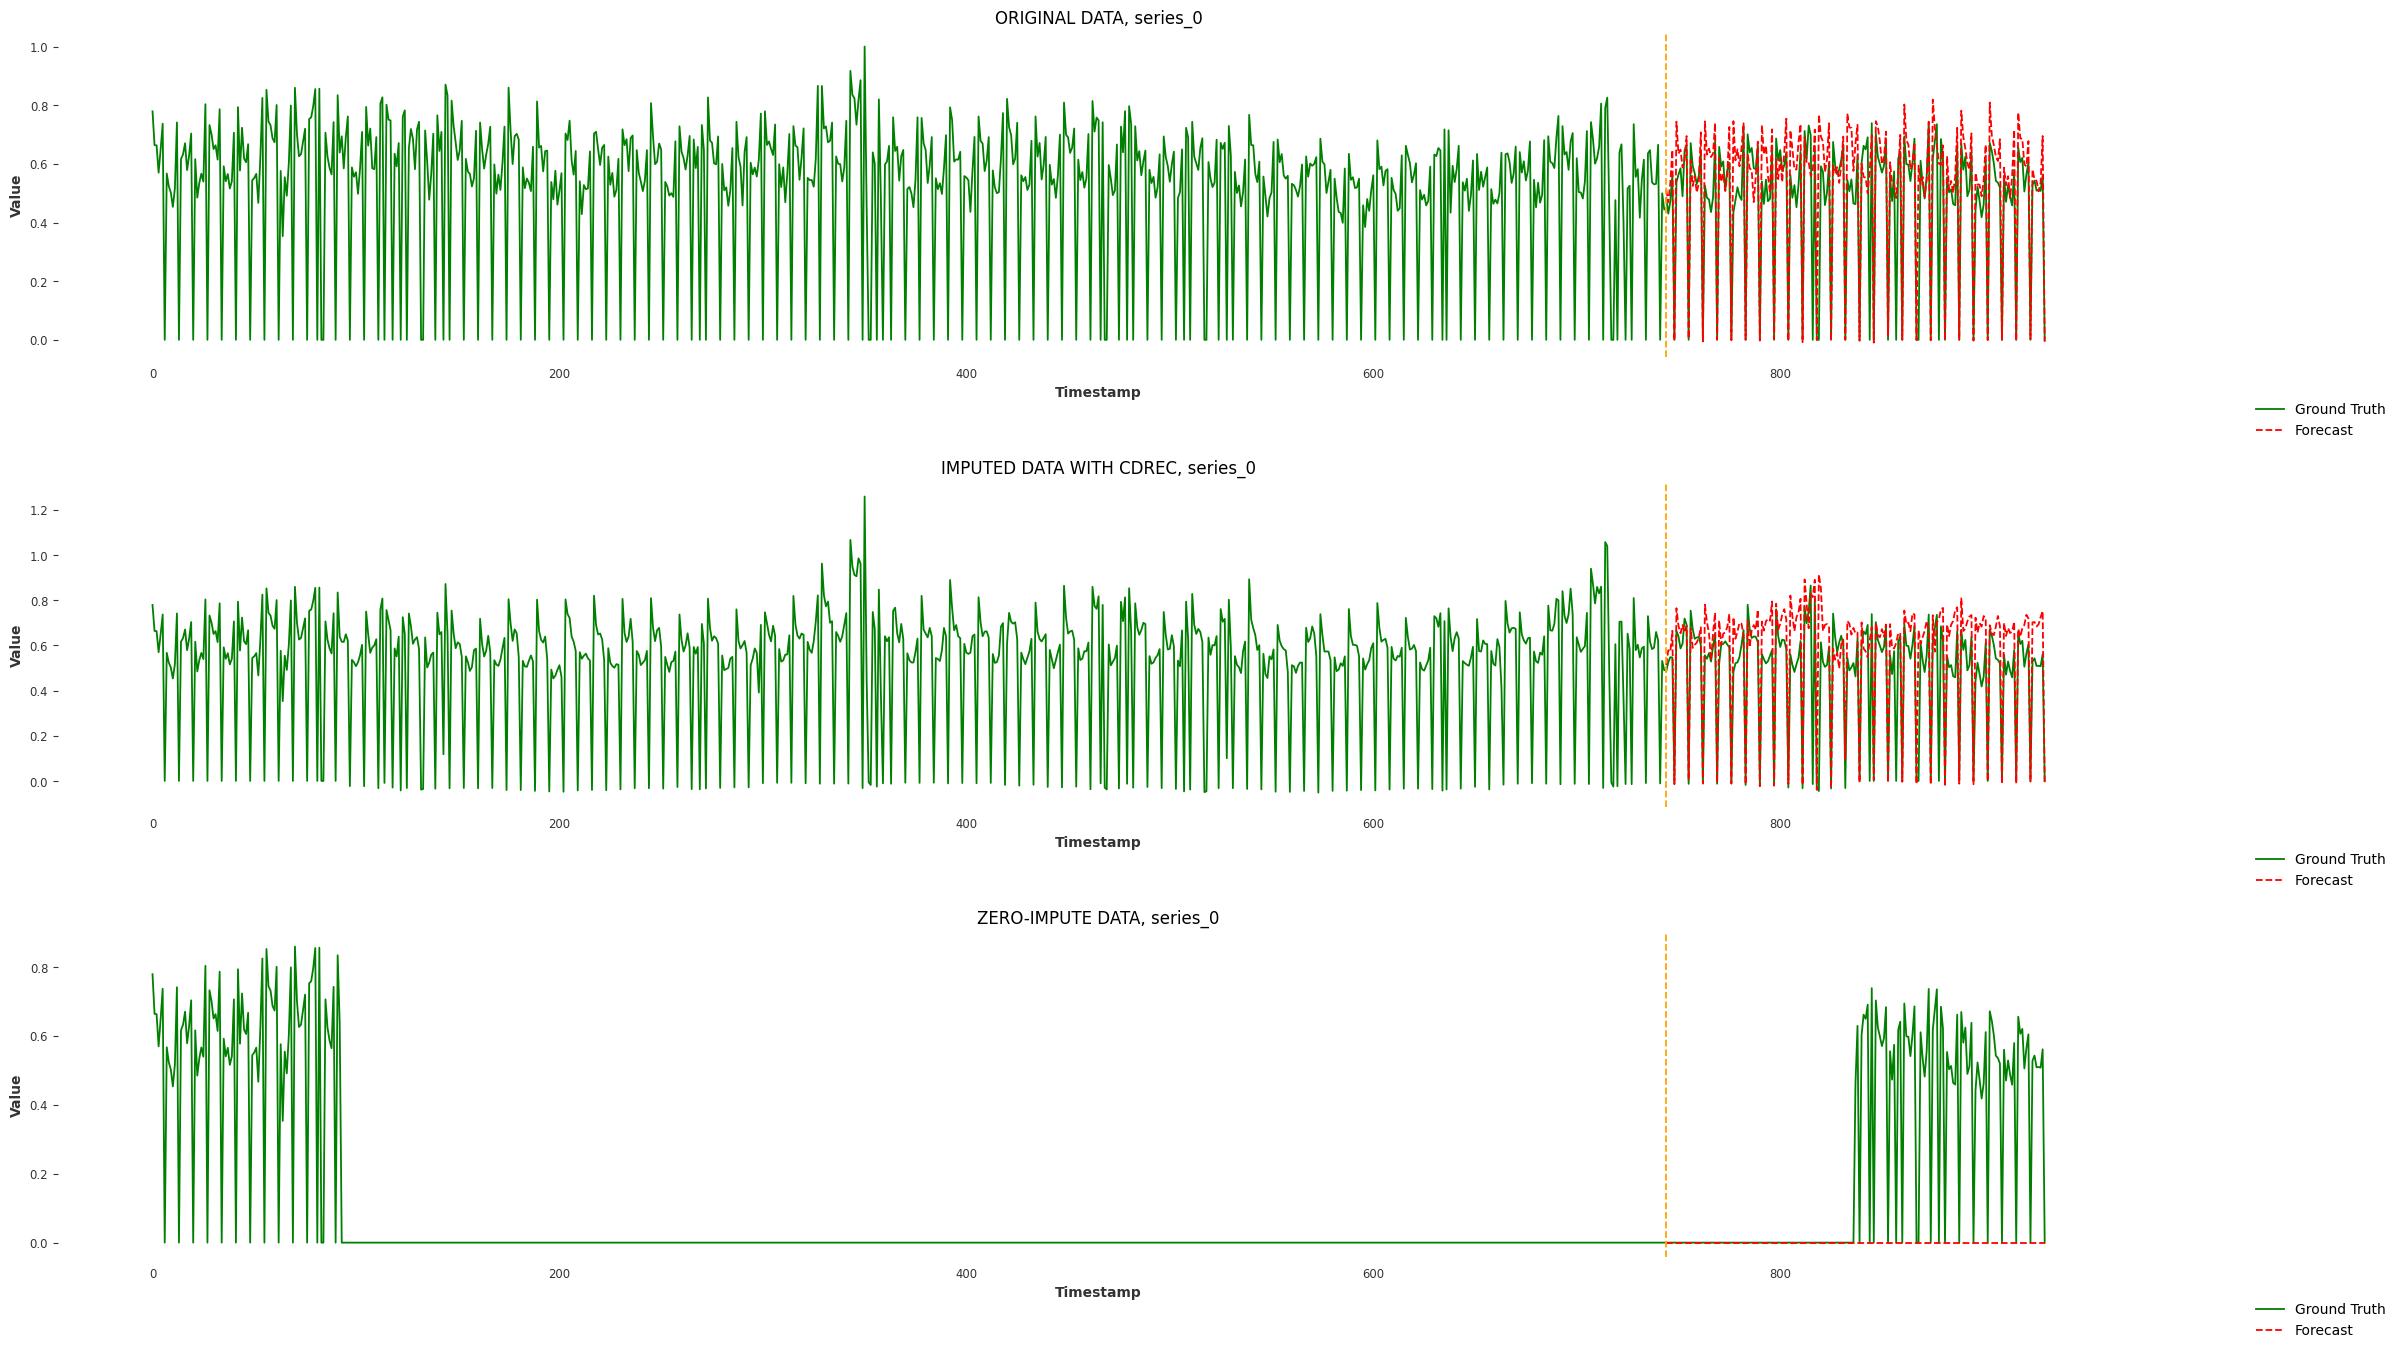 ORIGINAL DATA, series_0
1.0
0.8
0.6
0.4
0.2
0.0
Value
0 200 400 600 800
Timestamp
Ground Truth
Forecast
IMPUTED DATA WITH CDREC, series_0
1.2
1.0
0.8
0.6
0.4
0.2
0.0
Value
0 200 400 600 800
Timestamp
Ground Truth
Forecast
ZERO-IMPUTE DATA, series_0
0.8
0.6
0.4
0.2
0.0
Value
0 200 400 600 800
Timestamp
Ground Truth
Forecast